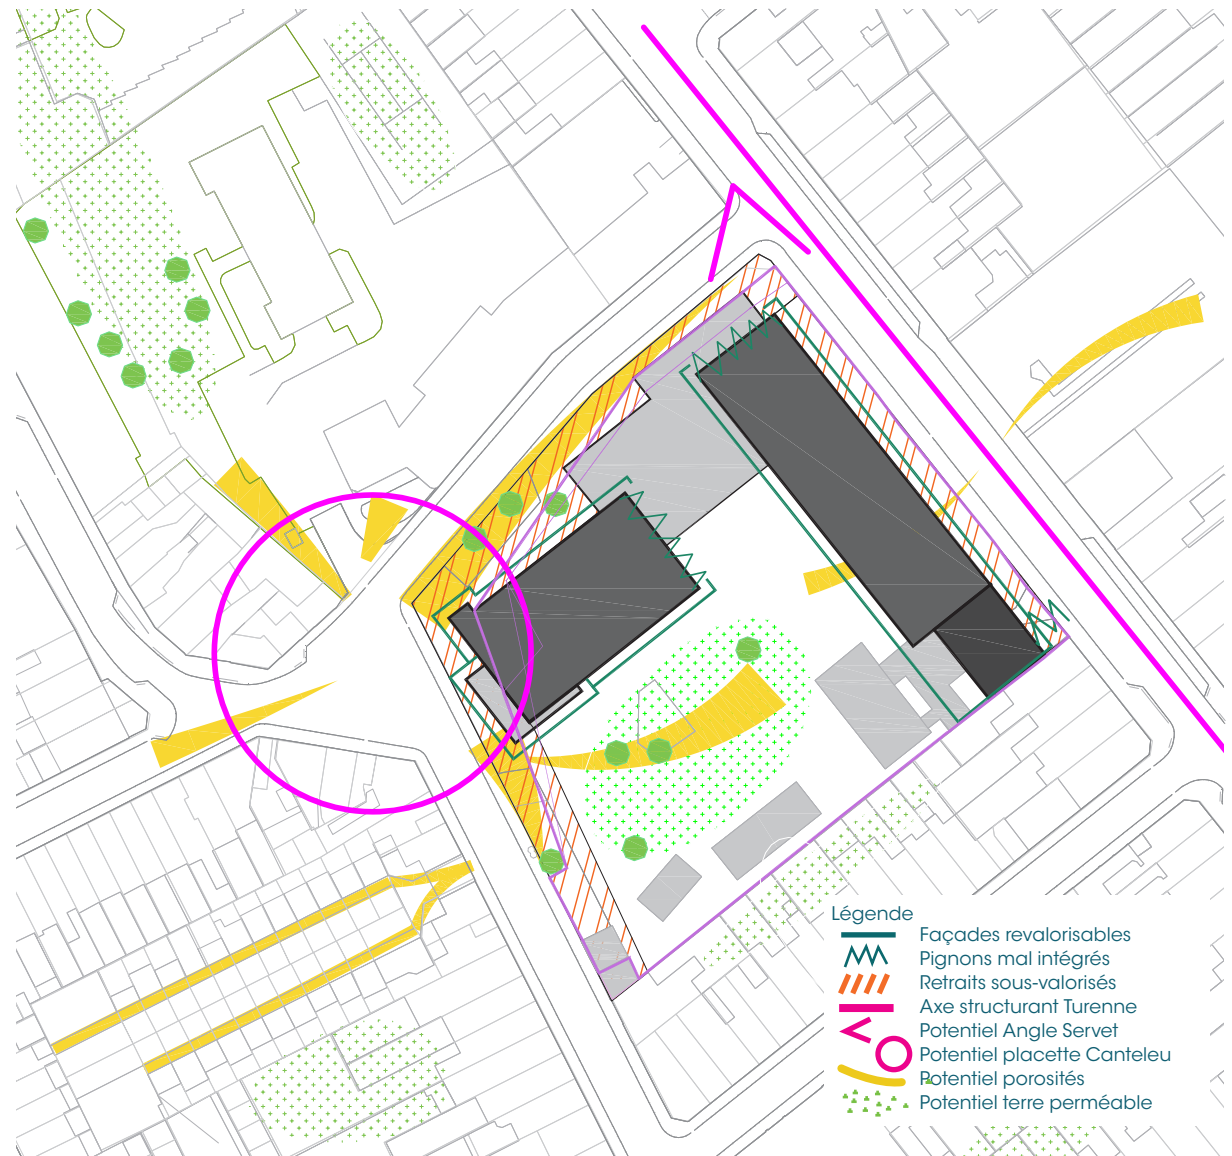 Légende
Façades revalorisables
Pignons mal intégrés
Retraits sous-valorisés
Axe structurant Turenne
Potentiel Angle Servet
Potentiel placette Canteleu
Potentiel porosités
Potentiel terre perméable